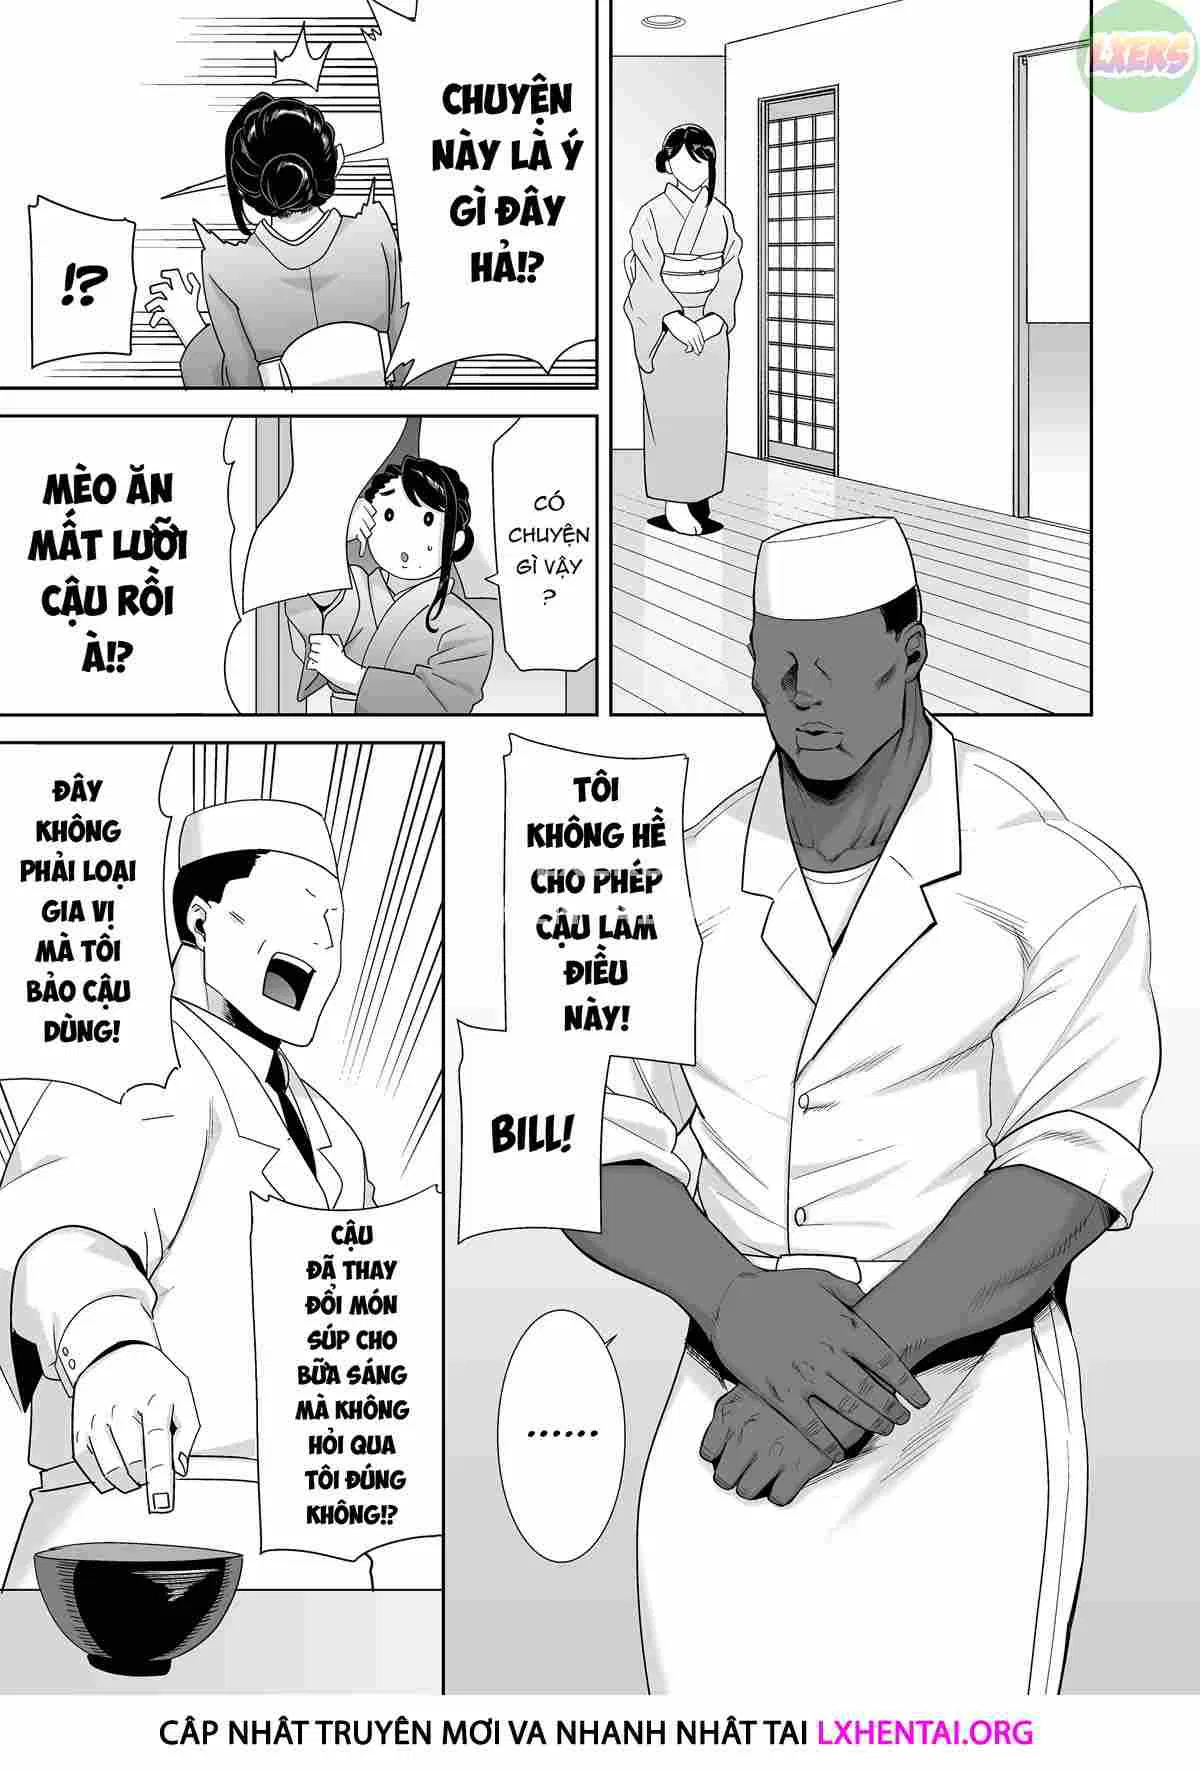 LXERS
CHUYỆN
NÀY LÀ Ý
GÌ ĐÂY
HẢ!?
!?
CÓ
CHUYỆN
GÌ VẬY
?
MÈO ĂN
MẤT LƯỠI
CẬU RỒI
À!?
TÔI
KHÔNG HỀ
CHO PHÉP
CẬU LÀM
ĐIỀU
NÀY!
BILL!
......
ĐÂY
KHÔNG
PHẢI LOẠI
GIA VỊ
MÀ TÔI
BẢO CẬU
DÙNG!
CẬU
ĐÃ THAY
ĐỔI MÓN
SÚP CHO
BỮA SÁNG
MÀ KHÔNG
HỎI QUA
TÔI ĐÚNG
KHÔNG!?
CẬP NHẬT TRUYỆN MỚI VÀ NHANH NHẤT TẠI LXHENTAI.ORG